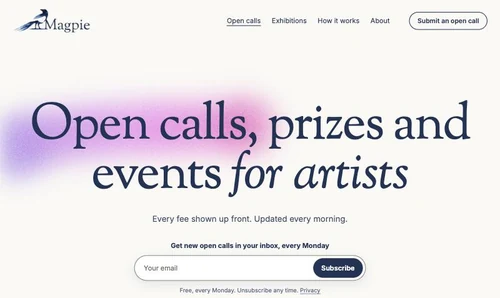 Magpie
Open calls
Exhibitions
How it works
About
Submit an open call
Open calls, prizes and
events for artists
Every fee shown up front. Updated every morning.
Get new open calls in your inbox, every Monday
Your email
Subscribe
Free, every Monday. Unsubscribe any time. Privacy